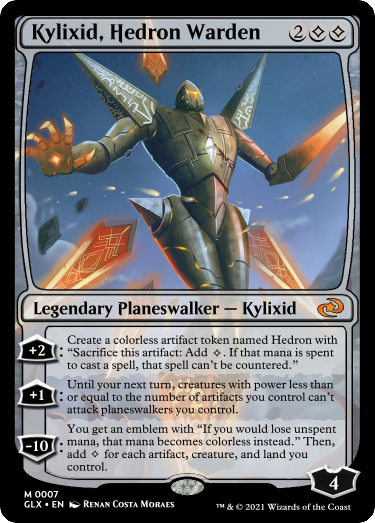 Kylixid, Hedron Warden 2
Legendary Planeswalker — Kylixid
+2 : Create a colorless artifact token named Hedron with
“Sacrifice this artifact: Add ◇. If that mana is spent
to cast a spell, that spell can't be countered.”
+1 : Until your next turn, creatures with power less than
or equal to the number of artifacts you control can't
attack planeswalkers you control.
-10 : You get an emblem with “If you would lose unspent
mana, that mana becomes colorless instead.” Then,
add ◇ for each artifact, creature, and land you
control.
4
M 0007
GLX • EN Renan Costa Moraes
™ & © 2021 Wizards of the Coast